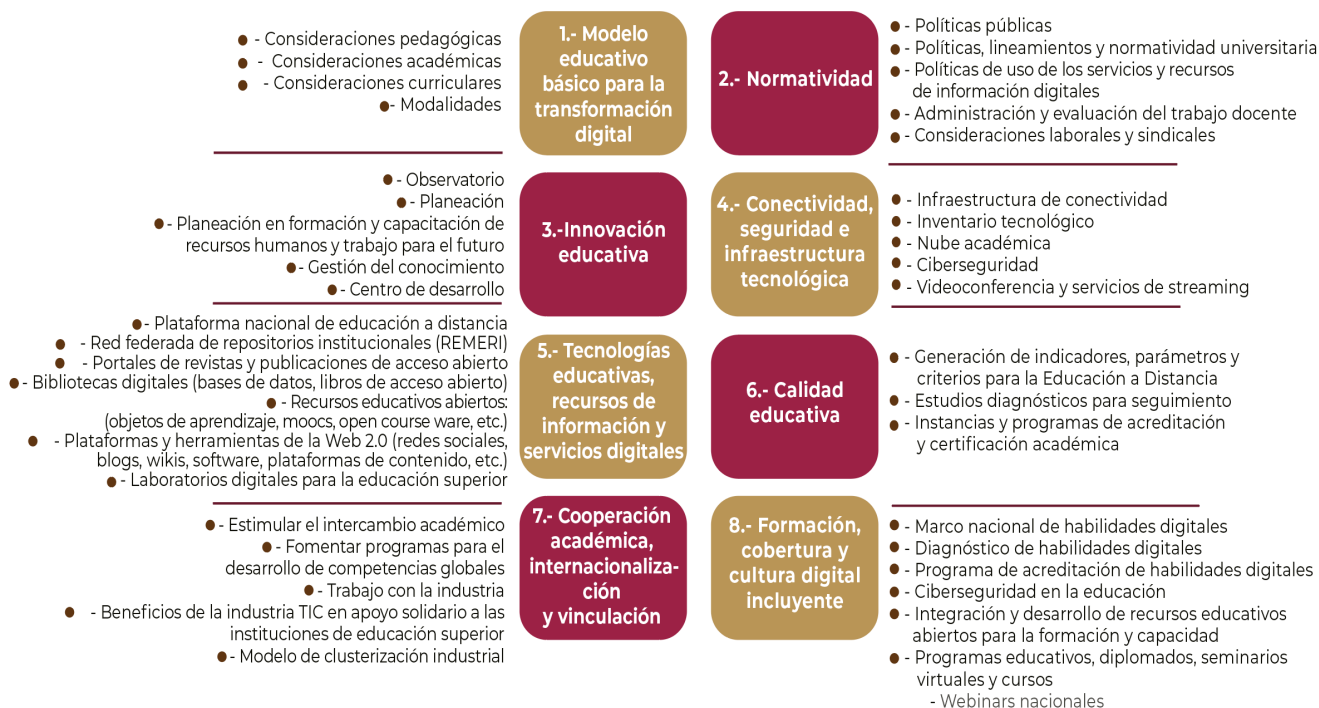 - Consideraciones pedagógicas
- Consideraciones académicas
- Consideraciones curriculares
- Modalidades
1.- Modelo
educativo
básico para la
transformación
digital
2.- Normatividad
- Políticas públicas
- Políticas, lineamientos y normatividad universitaria
- Políticas de uso de los servicios y recursos
de información digitales
- Administración y evaluación del trabajo docente
- Consideraciones laborales y sindicales
- Observatorio
- Planeación
- Planeación en formación y capacitación de
recursos humanos y trabajo para el futuro
- Gestión del conocimiento
- Centro de desarrollo
3.-Innovación
educativa
4.- Conectividad,
seguridad e
infraestructura
tecnológica
- Infraestructura de conectividad
- Inventario tecnológico
- Nube académica
- Ciberseguridad
- Videoconferencia y servicios de streaming
- Plataforma nacional de educación a distancia
- Red federada de repositorios institucionales (REMERI)
- Portales de revistas y publicaciones de acceso abierto
- Bibliotecas digitales (bases de datos, libros de acceso abierto)
- Recursos educativos abiertos:
(objetos de aprendizaje, moocs, open course ware, etc.)
- Plataformas y herramientas de la Web 2.0 (redes sociales,
blogs, wikis, software, plataformas de contenido, etc.)
- Laboratorios digitales para la educación superior
5.- Tecnologías
educativas,
recursos de
información y
servicios digitales
6.- Calidad
educativa
- Generación de indicadores, parámetros y
criterios para la Educación a Distancia
- Estudios diagnósticos para seguimiento
- Instancias y programas de acreditación
y certificación académica
- Estimular el intercambio académico
- Fomentar programas para el
desarrollo de competencias globales
- Trabajo con la industria
- Beneficios de la industria TIC en apoyo solidario a las
instituciones de educación superior
- Modelo de clusterización industrial
7.- Cooperación
académica,
internacionaliza-
ción
y vinculación
8.- Formación,
cobertura y
cultura digital
incluyente
- Marco nacional de habilidades digitales
- Diagnóstico de habilidades digitales
- Programa de acreditación de habilidades digitales
- Ciberseguridad en la educación
- Integración y desarrollo de recursos educativos
abiertos para la formación y capacidad
- Programas educativos, diplomados, seminarios
virtuales y cursos
- Webinars nacionales